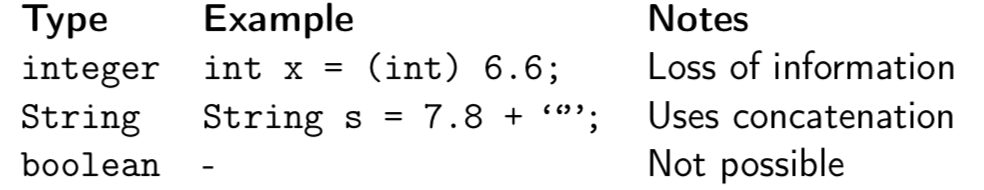 Type Example Notes
integer int x = (int) 6.6; Loss of information
String String s = 7.8 + ‘“”’; Uses concatenation
boolean - Not possible